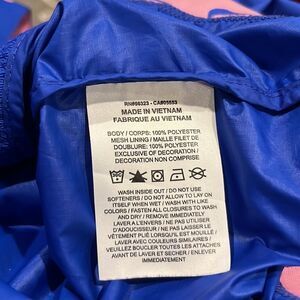 RN#56323 - CA#05553
MADE IN VIETNAM
FABRIQUE AU VIETNAM
BODY / CORPS: 100% POLYESTER
MESH LINING / MAILLE FILET DE
DOUBLURE: 100% POLYESTER
EXCLUSIVE OF DECORATION /
DECORATION NON COMPRISE
WASH INSIDE OUT / DO NOT USE
SOFTENERS / DO NOT ALLOW TO LAY ON
ITSELF WHEN WET / WASH WITH LIKE
COLORS / FASTEN ALL CLOSURES TO WASH
AND DRY / REMOVE IMMEDIATELY
LAVER A L'ENVERS / NE PAS UTILISER
D'ADOUCISSEUR / NE PAS LAISSER LE
VÊTEMENT PLIÉ S'IL EST MOUILLÉ /
LAVER AVEC COULEURS SIMILAIRES /
VEUILLEZ BOUCLER TOUTES LES ATTACHES
AVANT DE LAVER ET SÉCHER / ENLEVER
IMMÉDIATEMENT